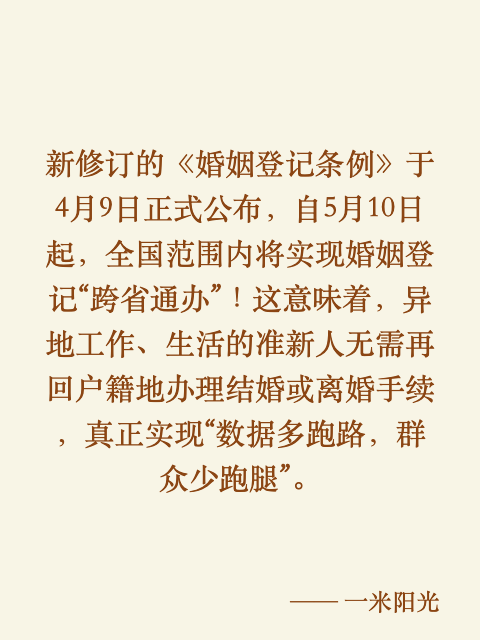 新修订的《婚姻登记条例》于
4月9日正式公布，自5月10日
起，全国范围内将实现婚姻登
记“跨省通办”！这意味着，异
地工作、生活的准新人无需再
回户籍地办理结婚或离婚手续
，真正实现“数据多跑路，群
众少跑腿”。
—— 一米阳光